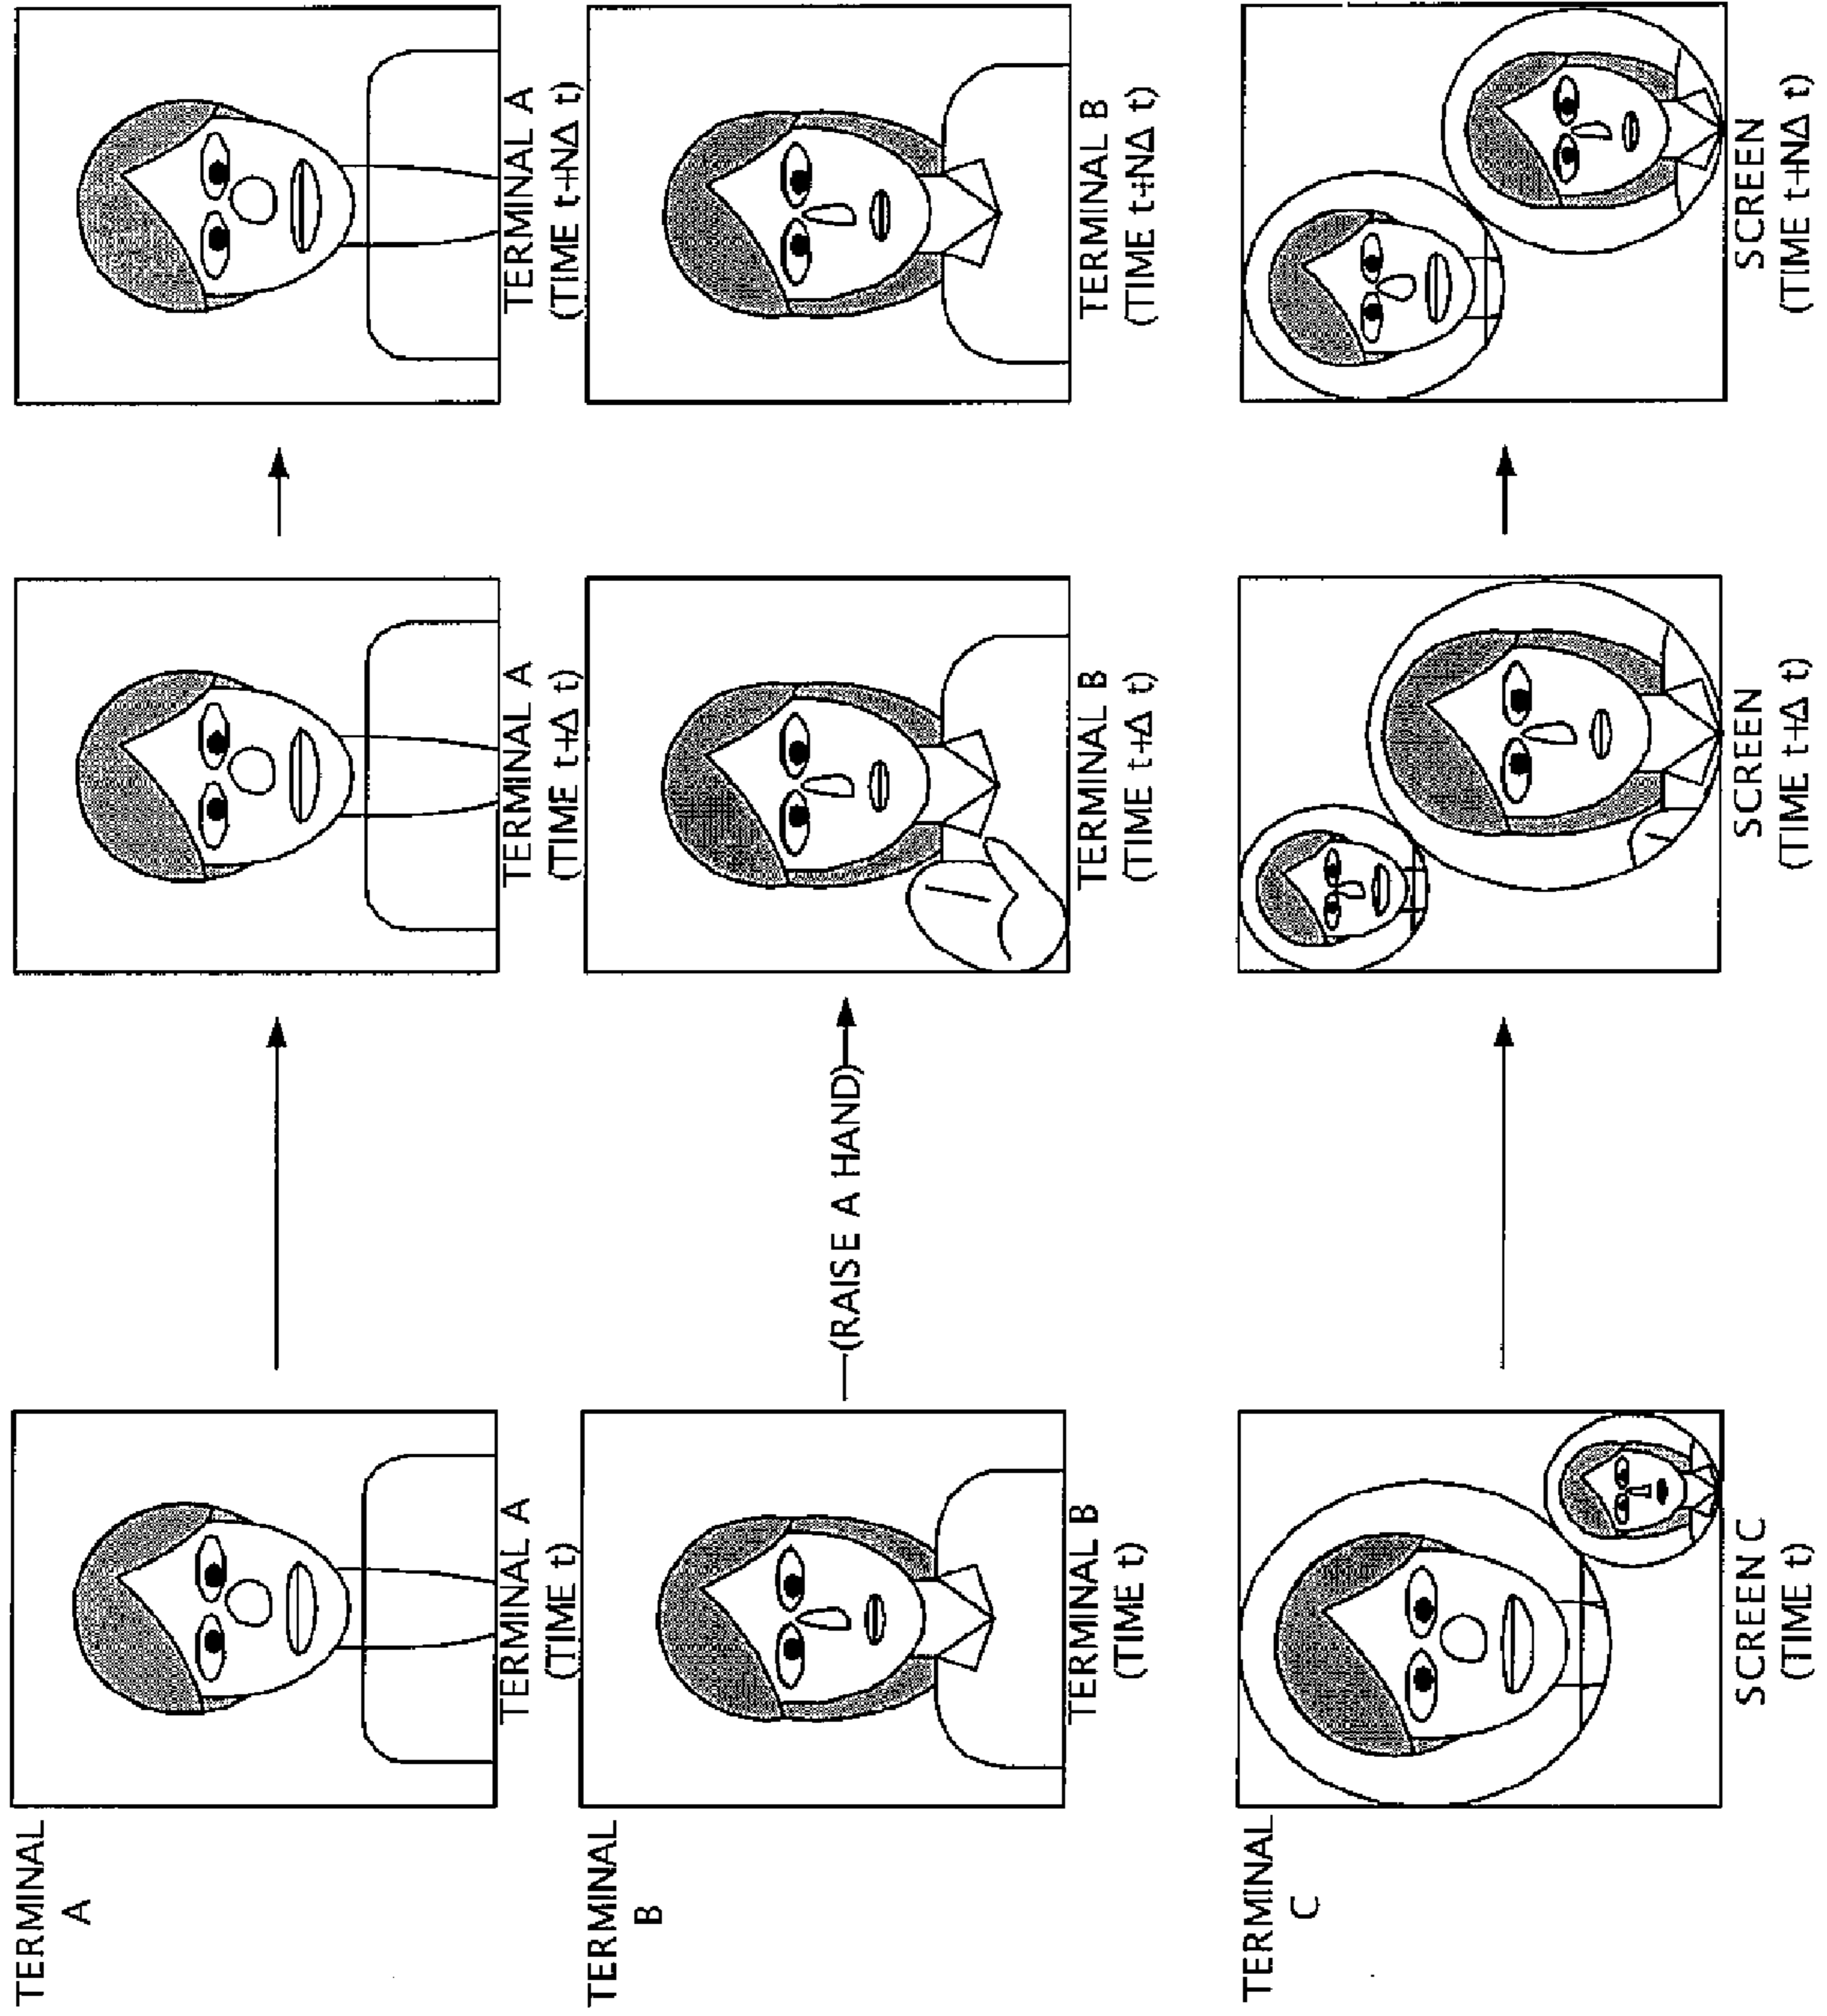 TERMINAL
A
TERMINAL A
(TIME t)
TERMINAL A
(TIME t+Δ t)
TERMINAL A
(TIME t+NΔ t)
TERMINAL
B
(RAISE A HAND)
TERMINAL B
(TIME t)
TERMINAL B
(TIME t+Δ t)
TERMINAL B
(TIME t+NΔ t)
TERMINAL
C
SCREEN C
(TIME t)
SCREEN
(TIME t+Δ t)
SCREEN
(TIME t+NΔ t)